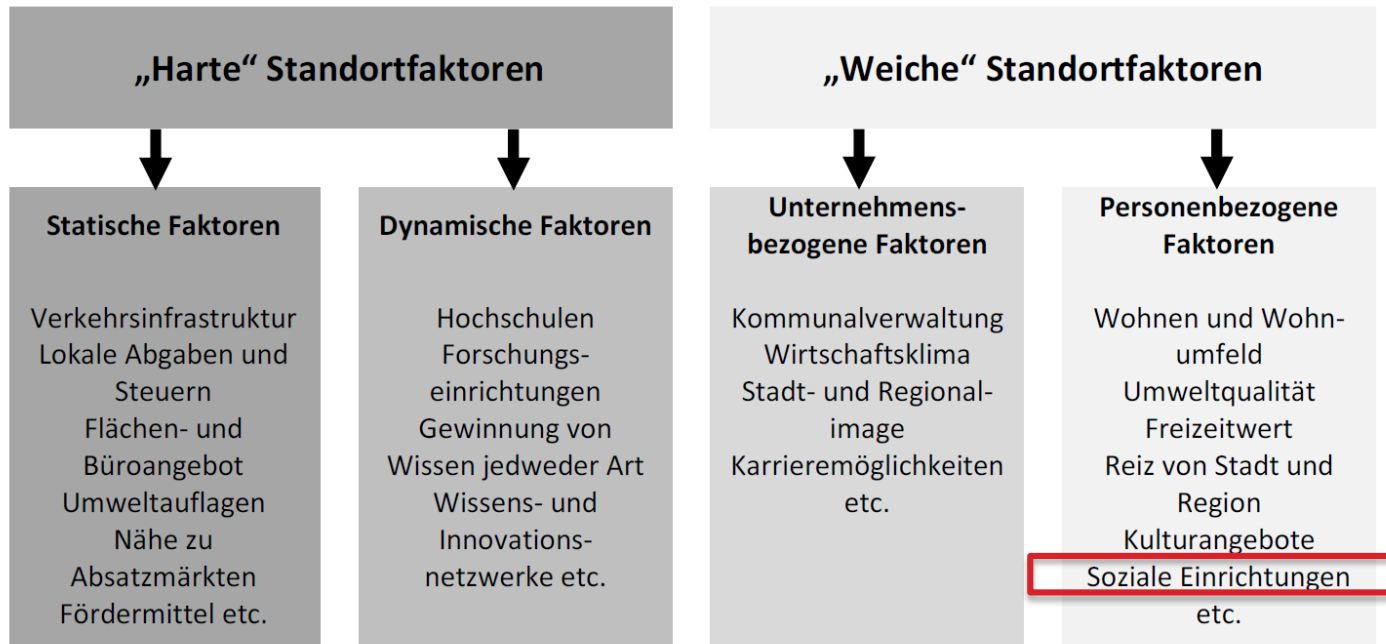 „Harte“ Standortfaktoren
„Weiche“ Standortfaktoren
Statische Faktoren
Verkehrsinfrastruktur
Lokale Abgaben und
Steuern
Flächen- und
Büroangebot
Umweltauflagen
Nähe zu
Absatzmärkten
Fördermittel etc.
Dynamische Faktoren
Hochschulen
Forschungs-
einrichtungen
Gewinnung von
Wissen jedweder Art
Wissens- und
Innovations-
netzwerke etc.
Unternehmens-
bezogene Faktoren
Kommunalverwaltung
Wirtschaftsklima
Stadt- und Regional-
image
Karrieremöglichkeiten
etc.
Personenbezogene
Faktoren
Wohnen und Wohn-
umfeld
Umweltqualität
Freizeitwert
Reiz von Stadt und
Region
Kulturangebote
Soziale Einrichtungen
etc.